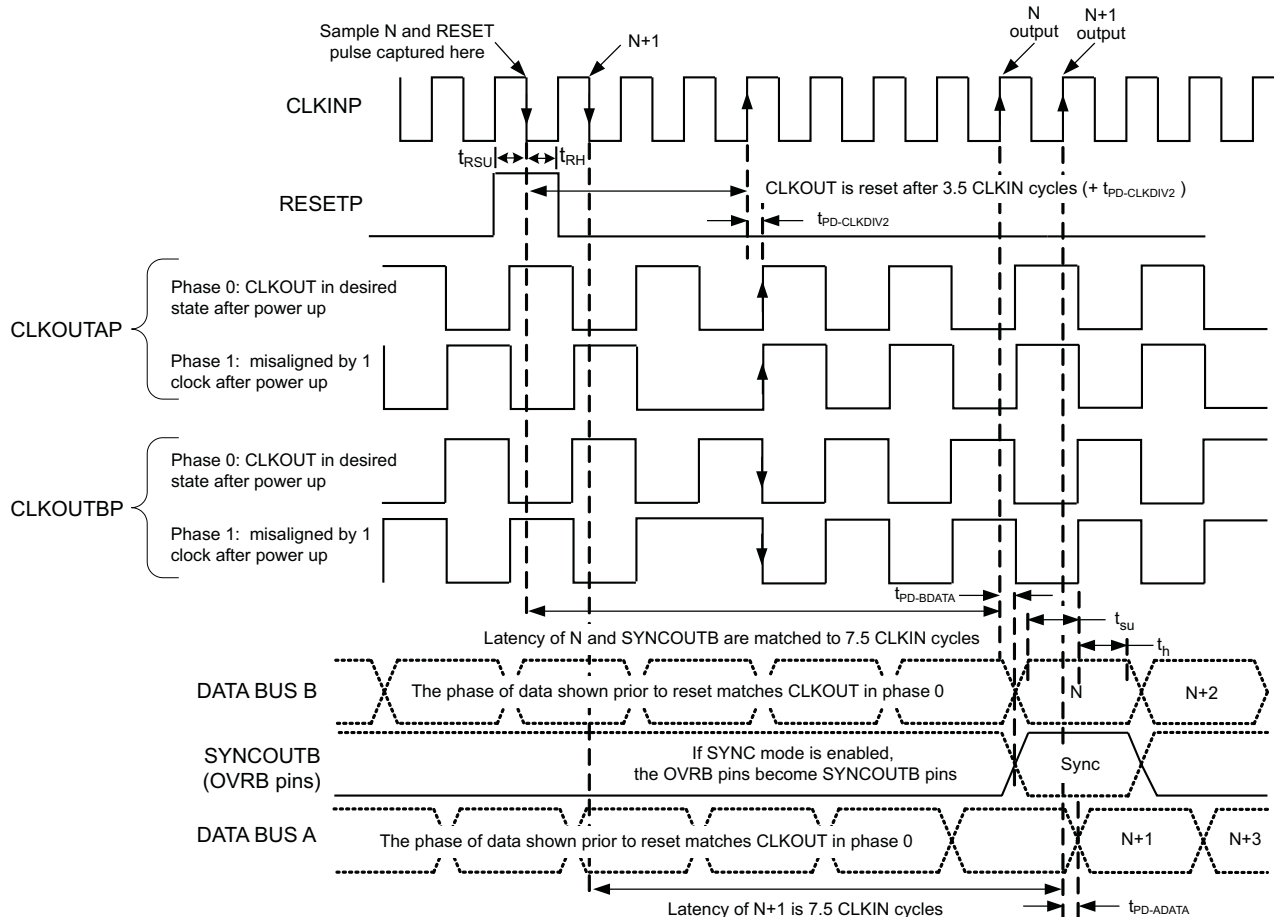 Sample N and RESET
pulse captured here
N+1
N
output
N+1
output
CLKINP
tRSU
tRH
CLKOUT is reset after 3.5 CLKIN cycles (+ tPD-CLKDIV2 )
RESETP
tPD-CLKDIV2
CLKOUTAP
Phase 0: CLKOUT in desired
state after power up
Phase 1: misaligned by 1
clock after power up
CLKOUTBP
Phase 0: CLKOUT in desired
state after power up
Phase 1: misaligned by 1
clock after power up
tPD-BDATA
tsu
Latency of N and SYNCOUTB are matched to 7.5 CLKIN cycles
th
DATA BUS B
The phase of data shown prior to reset matches CLKOUT in phase 0
N
N+2
SYNCOUTB
(OVRB pins)
If SYNC mode is enabled,
the OVRB pins become SYNCOUTB pins
Sync
DATA BUS A
The phase of data shown prior to reset matches CLKOUT in phase 0
N+1
N+3
Latency of N+1 is 7.5 CLKIN cycles
tPD-ADATA